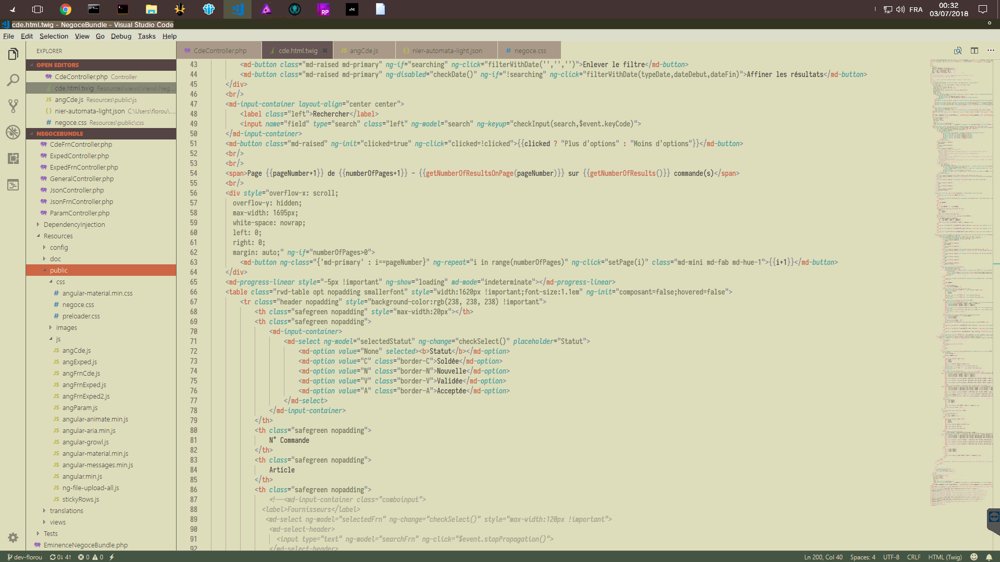 RP
rM
FRA
00:32
03/07/2018
cde.html.twig - NegoceBundle - Visual Studio Code
File Edit Selection View Go Debug Tasks Help
EXPLORER
OPEN EDITORS
CdeController.php Controller
cde.html.twig Resources\views\Views\Neg...
angCde.js Resources\public\js
nier-automata-light.json C:\Users\florou\....
negoce.css Resources\public\css
NEGOCEBUNDLE
CdeFrnController.php
ExpedController.php
ExpedFrnController.php
GeneralController.php
JsonController.php
JsonFrnController.php
ParamController.php
DependencyInjection
Resources
config
doc
public
css
angular-material.min.css
negoce.css
preloader.css
images
js
angCde.js
angExped.js
angFrnCde.js
angFrnExped.js
angFrnExped2.js
angParam.js
angular-animate.min.js
angular-aria.min.js
angular-growl.js
angular-material.min.js
angular-messages.min.js
angular.min.js
ng-file-upload-all.js
stickyRows.js
translations
views
Tests
EminenceNegoceBundle.php
CdeController.php cde.html.twig angCde.js nier-automata-light.json negoce.css
43 <md-button class="md-raised md-primary" ng-if="searching" ng-click="filterWithDate('','','')">Enlever le filtre</md-button>
44 <md-button class="md-raised md-primary" ng-disabled="checkDate()" ng-if="!searching" ng-click="filterWithDate(typeDate,dateDebut,dateFin)">Affiner les résultats</md-button>
45 </div>
46 <br/>
47 <md-input-container layout-align="center center">
48 <label class="left">Rechercher</label>
49 <input name="field" type="search" class="left" ng-model="search" ng-keyup="checkInput(search,$event.keyCode)">
50 </md-input-container>
51 <md-button class="md-raised" ng-init="clicked=true" ng-click="clicked=!clicked">{{clicked ? "Plus d'options" : "Moins d'options"}}</md-button>
52 <br/>
53 <br/>
54 <span>Page {{pageNumber+1}} de {{numberOfPages+1}} - {{getNumberOfResultsOnPage(pageNumber)}} sur {{getNumberOfResults()}} commande(s)</span>
55 <br/>
56 <div style="overflow-x: scroll;
57 overflow-y: hidden;
58 max-width: 1695px;
59 white-space: nowrap;
60 left: 0;
61 right: 0;
62 margin: auto;" ng-if="numberOfPages>0">
63 <md-button ng-class="{'md-primary' : i==pageNumber}" ng-repeat="i in range(numberOfPages)" ng-click="setPage(i)" class="md-mini md-fab md-hue-1">{{i+1}}</md-button>
64 </div>
65 <md-progress-linear style="-5px !important" ng-show="loading" md-mode="indeterminate"></md-progress-linear>
66 <table class="rwd-table opt nopadding smallerfont" style="width:1620px !important;font-size:1.1em" ng-init="composant=false;hovered=false">
67 <tr class="header nopadding" style="background-color:rgb(238, 238, 238) !important">
68 <th class="safegreen nopadding" style="max-width:20px"></th>
69 <th class="safegreen nopadding">
70 <md-input-container>
71 <md-select ng-model="selectedStatut" ng-change="checkSelect()" placeholder="Statut">
72 <md-option value="None" selected><b>Statut</b></md-option>
73 <md-option value="C" class="border-C">Soldée</md-option>
74 <md-option value="N" class="border-N">Nouvelle</md-option>
75 <md-option value="V" class="border-V">Validée</md-option>
76 <md-option value="A" class="border-A">Acceptée</md-option>
77 </md-select>
78 </md-input-container>
79 </th>
80 <th class="safegreen nopadding">
81 N° Commande
82 </th>
83 <th class="safegreen nopadding">
84 Article
85 </th>
86 <th class="safegreen nopadding">
87 <!--<md-input-container class="comboinput">
88 <label>Fournisseurs</label>
89 <md-select ng-model="selectedFrn" ng-change="checkSelect()" style="max-width:120px !important">
90 <md-select-header>
91 <input type="text" ng-model="searchFrn" ng-click="$event.stopPropagation()">
92 </md-select-header>
dev-florou 0↓ 4↑ 0 0 Ln 200, Col 40 Spaces: 4 UTF-8 CRLF HTML (Twig)